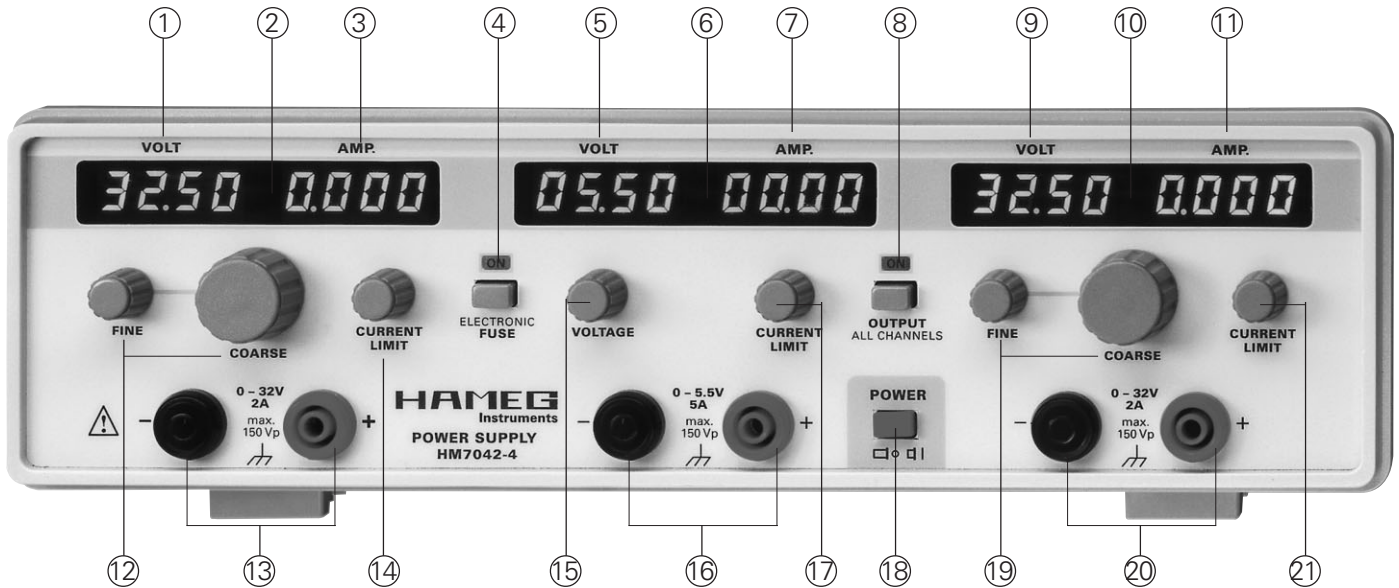 ① ② ③ ④ ⑤ ⑥ ⑦ ⑧ ⑨ ⑩ ⑪
VOLT AMP. VOLT AMP. VOLT AMP.
32.50 0.000 05.50 00.00 32.50 0.000
ON ON
FINE
COARSE
CURRENT
LIMIT
ELECTRONIC
FUSE
VOLTAGE
CURRENT
LIMIT
OUTPUT
ALL CHANNELS
FINE
COARSE
CURRENT
LIMIT
−
0 – 32V
2A
max.
150 Vp
+
HAMEG
Instruments
POWER SUPPLY
HM7042-4
−
0 – 5.5V
5A
max.
150 Vp
+
POWER
−
0 – 32V
2A
max.
150 Vp
+
⑫ ⑬ ⑭ ⑮ ⑯ ⑰ ⑱ ⑲ ⑳ ㉑